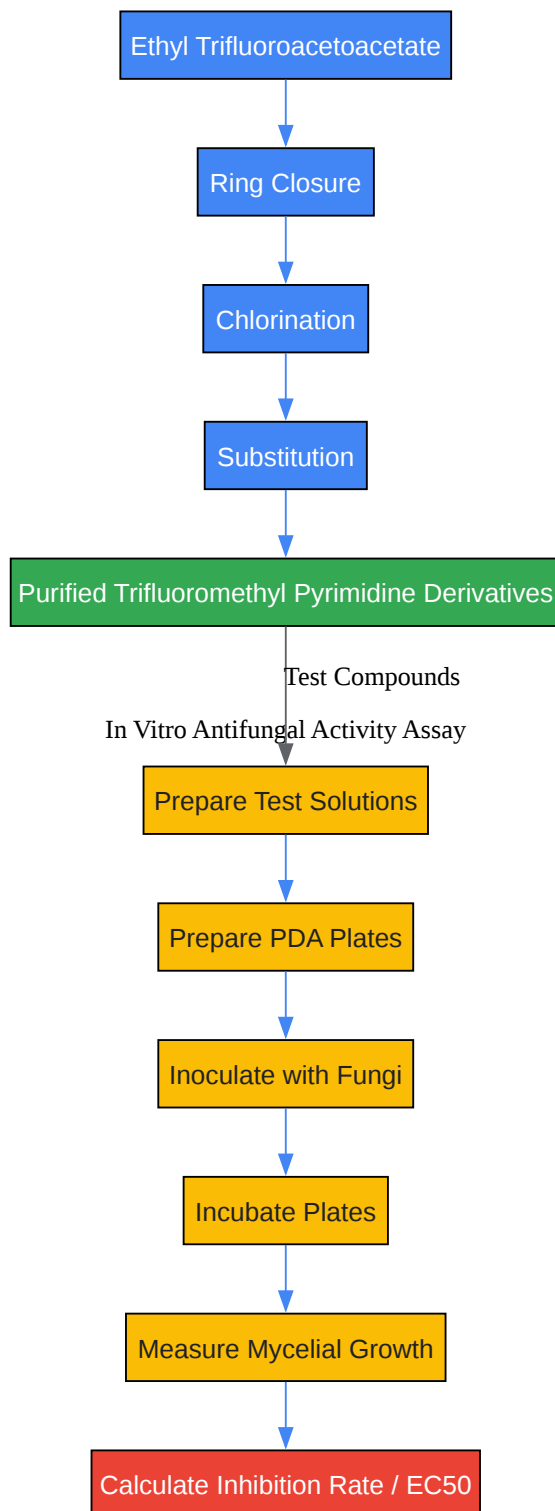 Ethyl Trifluoroacetoacetate
Ring Closure
Chlorination
Substitution
Purified Trifluoromethyl Pyrimidine Derivatives
Test Compounds
In Vitro Antifungal Activity Assay
Prepare Test Solutions
Prepare PDA Plates
Inoculate with Fungi
Incubate Plates
Measure Mycelial Growth
Calculate Inhibition Rate / EC50